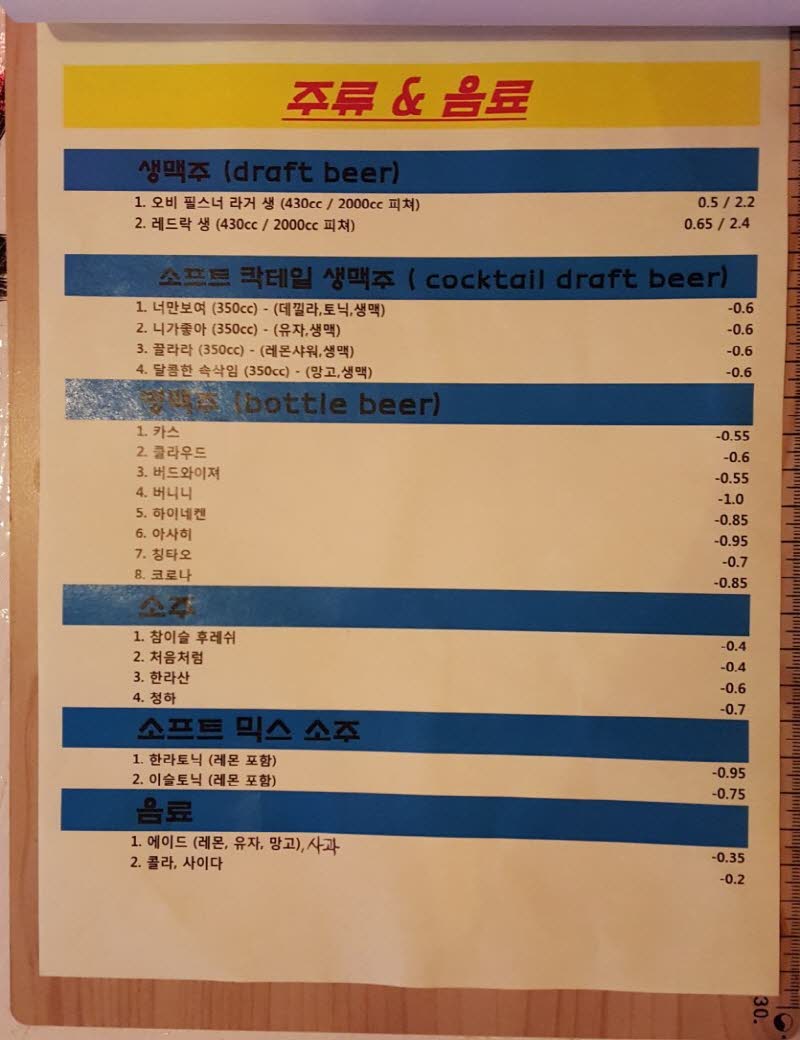 주류 & 음료
생맥주 (draft beer)
1. 오비 필스너 라거 생 (430cc / 2000cc 피쳐) 0.5 / 2.2
2. 레드락 생 (430cc / 2000cc 피쳐) 0.65 / 2.4
소프트 칵테일 생맥주 ( cocktail draft beer)
1. 너만보여 (350cc) - (데낄라,토닉,생맥) -0.6
2. 니가좋아 (350cc) - (유자,생맥) -0.6
3. 꿀라라 (350cc) - (레몬샤워,생맥) -0.6
4. 달콤한 속삭임 (350cc) - (망고,생맥) -0.6
병맥주 (bottle beer)
1. 카스 -0.55
2. 클라우드 -0.6
3. 버드와이져 -0.55
4. 버니니 -1.0
5. 하이네켄 -0.85
6. 아사히 -0.95
7. 칭타오 -0.7
8. 코로나 -0.85
소주
1. 참이슬 후레쉬 -0.4
2. 처음처럼 -0.4
3. 한라산 -0.6
4. 청하 -0.7
소프트 믹스 소주
1. 한라토닉 (레몬 포함) -0.95
2. 이슬토닉 (레몬 포함) -0.75
음료
1. 에이드 (레몬, 유자, 망고), 사과 -0.35
2. 콜라, 사이다 -0.2
30.